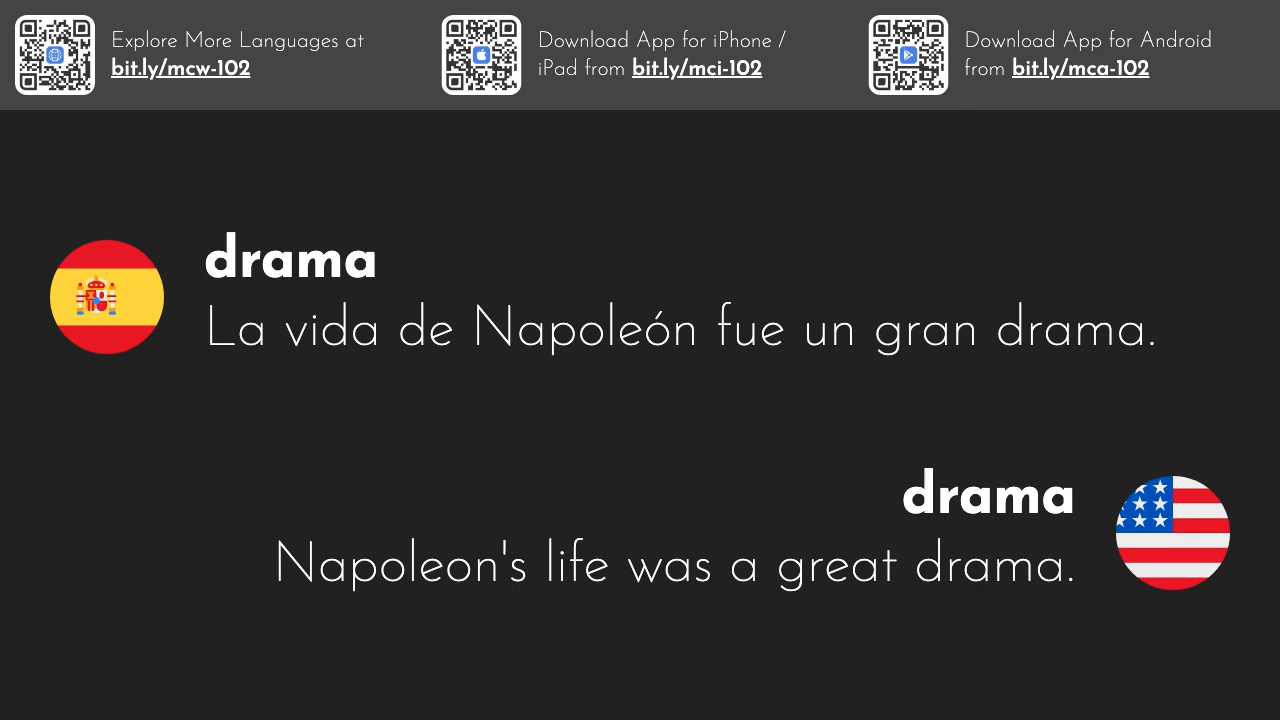 Explore More Languages at
bit.ly/mcw-102
Download App for iPhone /
iPad from bit.ly/mci-102
Download App for Android
from bit.ly/mca-102
drama
La vida de Napoleón fue un gran drama.
drama
Napoleon's life was a great drama.